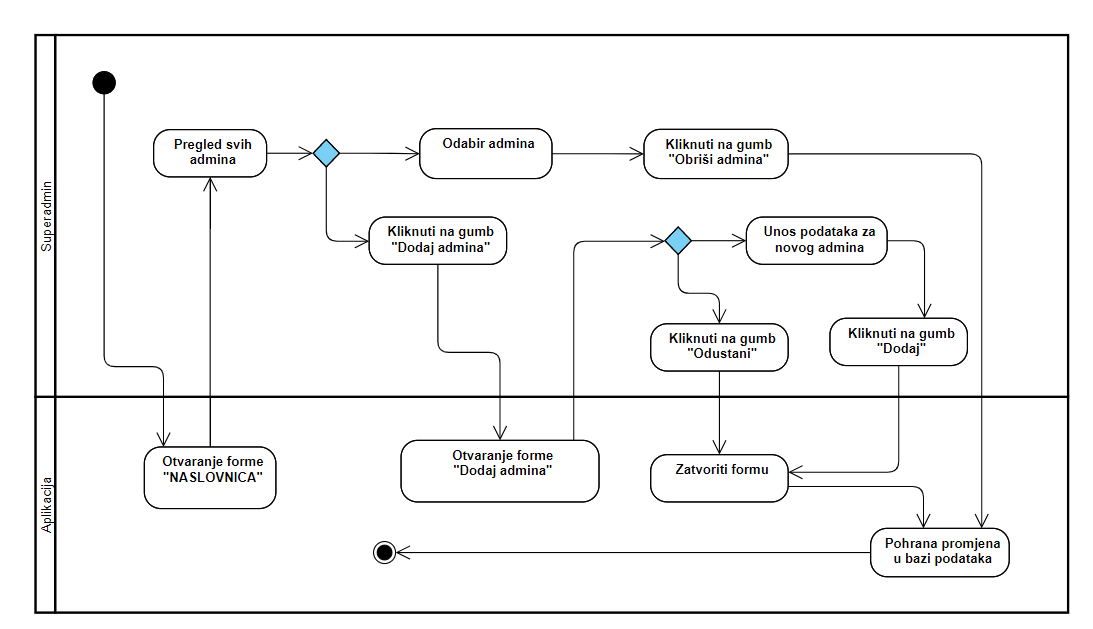 Superadmin
Pregled svih
admina
Odabir admina
Kliknuti na gumb
"Obriši admina"
Kliknuti na gumb
"Dodaj admina"
Unos podataka za
novog admina
Kliknuti na gumb
"Odustani"
Kliknuti na gumb
"Dodaj"
Aplikacija
Otvaranje forme
"NASLOVNICA"
Otvaranje forme
"Dodaj admina"
Zatvoriti formu
Pohrana promjena
u bazi podataka